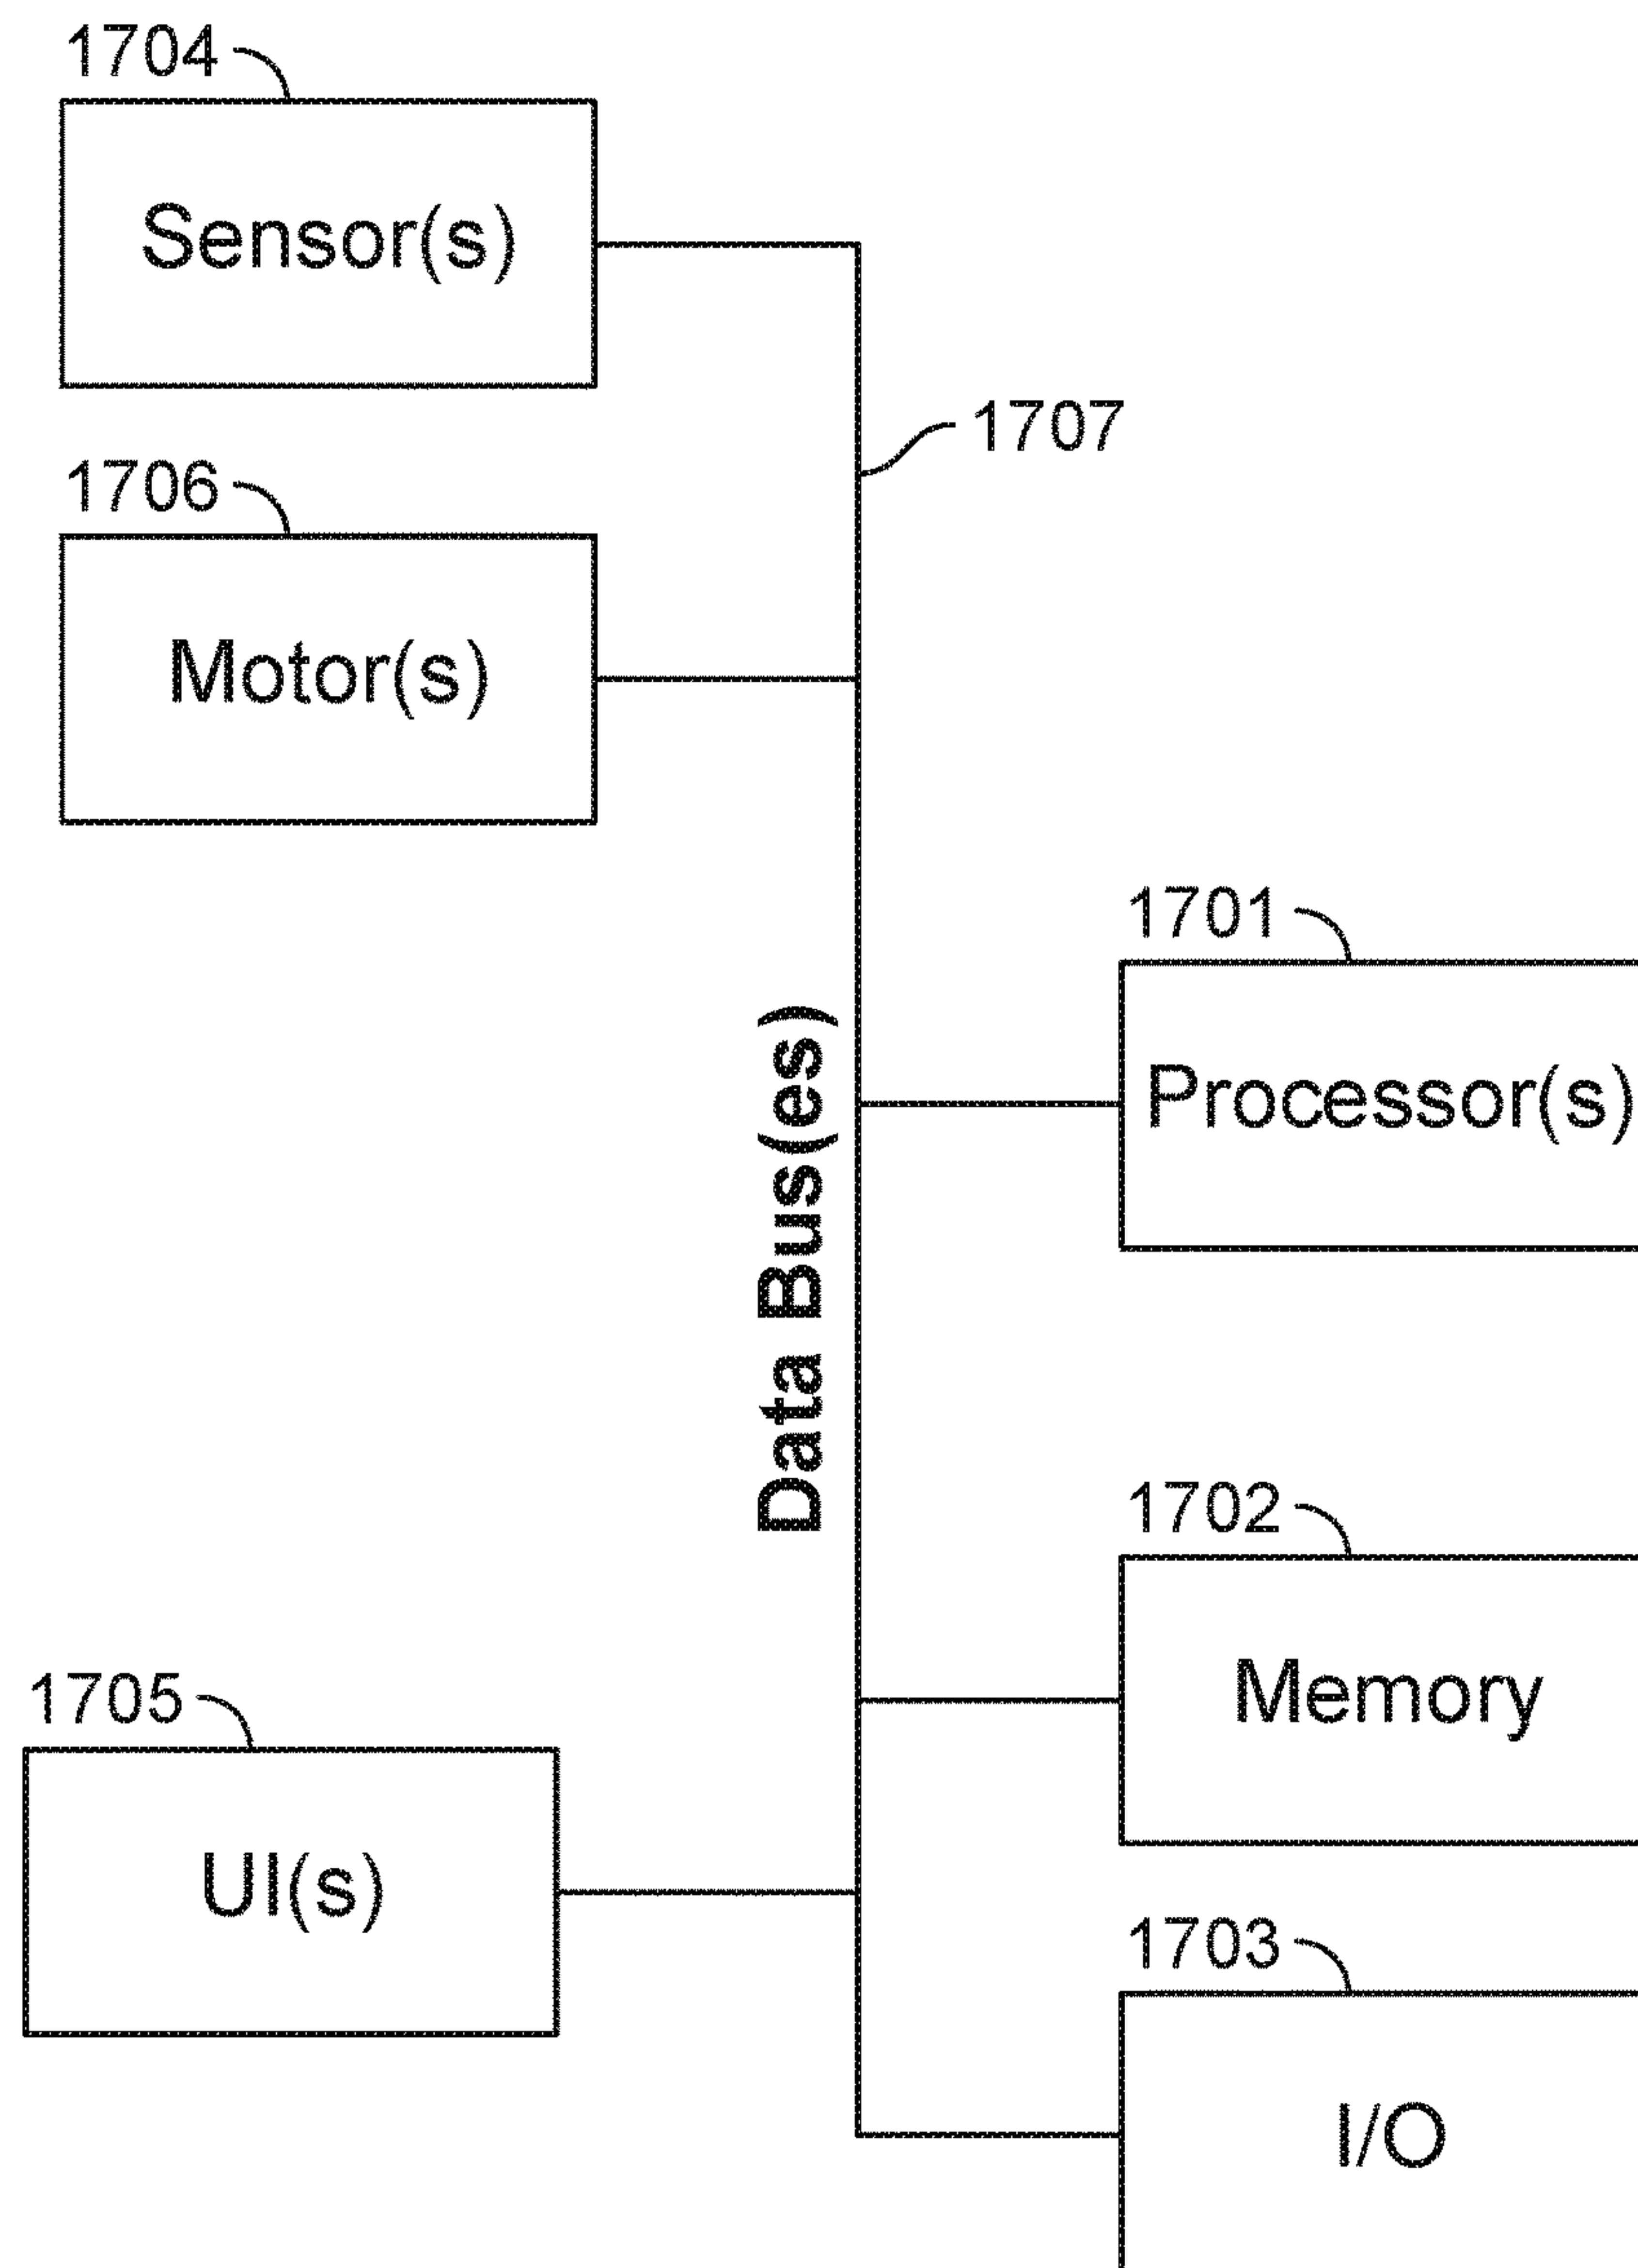 1704
Sensor(s)
1707
1706
Motor(s)
1701
Processor(s)
Data Bus(es)
1702
Memory
1705
UI(s)
1703
I/O